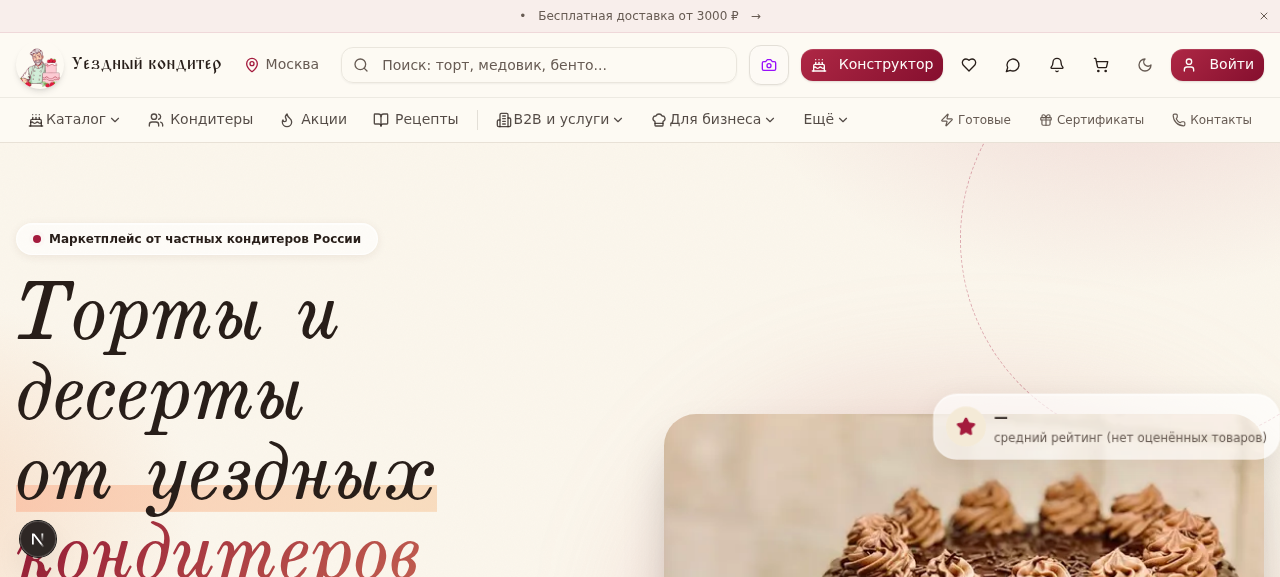 • Бесплатная доставка от 3000 ₽ →
Уездный кондитер
Москва
Поиск: торт, медовик, бенто...
Конструктор
Войти
Каталог
Кондитеры
Акции
Рецепты
B2B и услуги
Для бизнеса
Ещё
Готовые
Сертификаты
Контакты
Маркетплейс от частных кондитеров России
Торты и
десерты
от уездных
кондитеров
—
средний рейтинг (нет оценённых товаров)
N